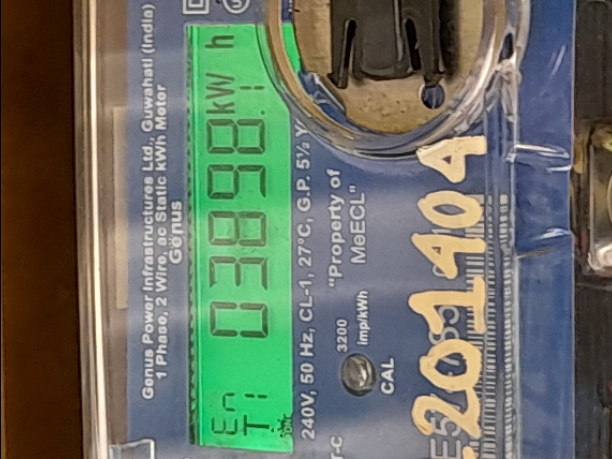 Genus Power Infrastructures Ltd., Guwahati (India)
1 Phase, 2 Wire, ac Static kWh Meter
Genus
En 03898.1 kW h
T1
240V, 50 Hz, CL-1, 27°C, G.P. 5½ Y
3200
imp/kWh
"Property of
MeECL"
CAL
T-C
201404